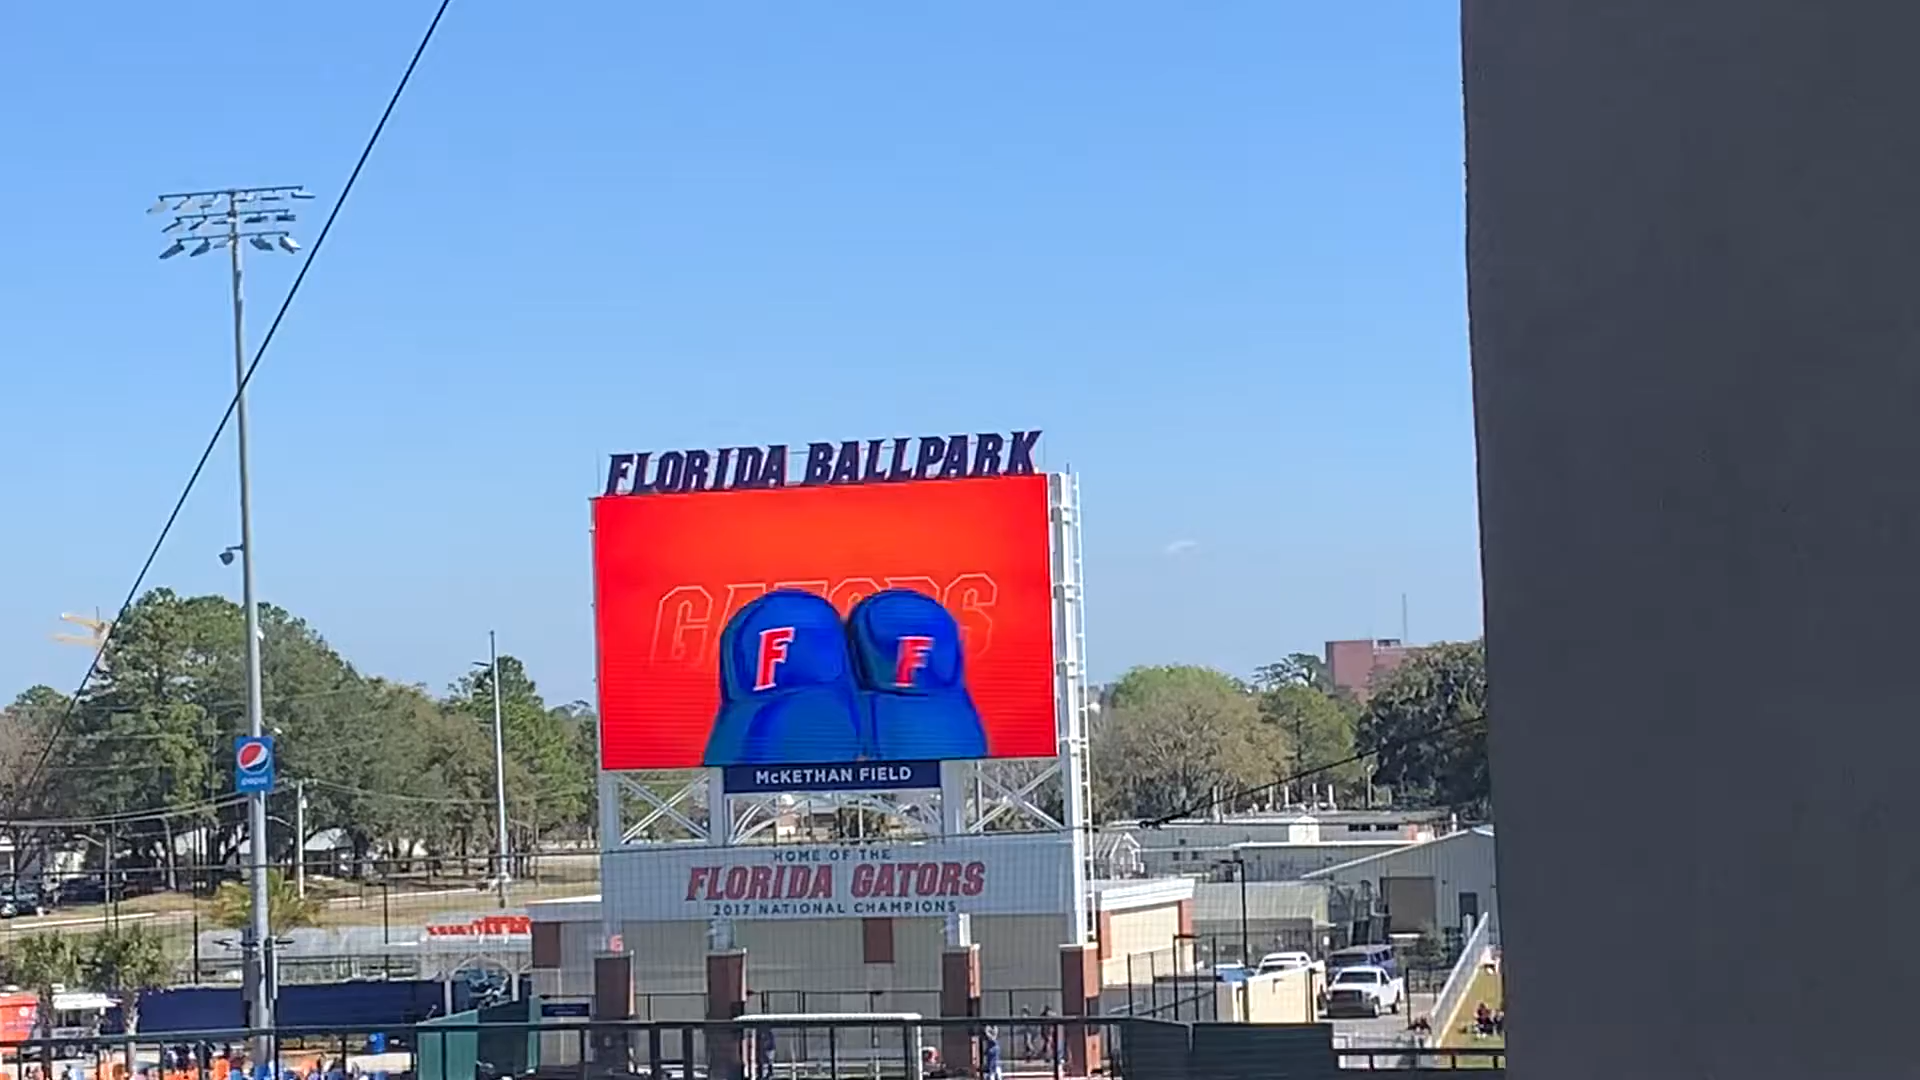 FLORIDA BALLPARK
GATORS
F F
McKETHAN FIELD
pepsi
HOME OF THE
FLORIDA GATORS
2017 NATIONAL CHAMPIONS